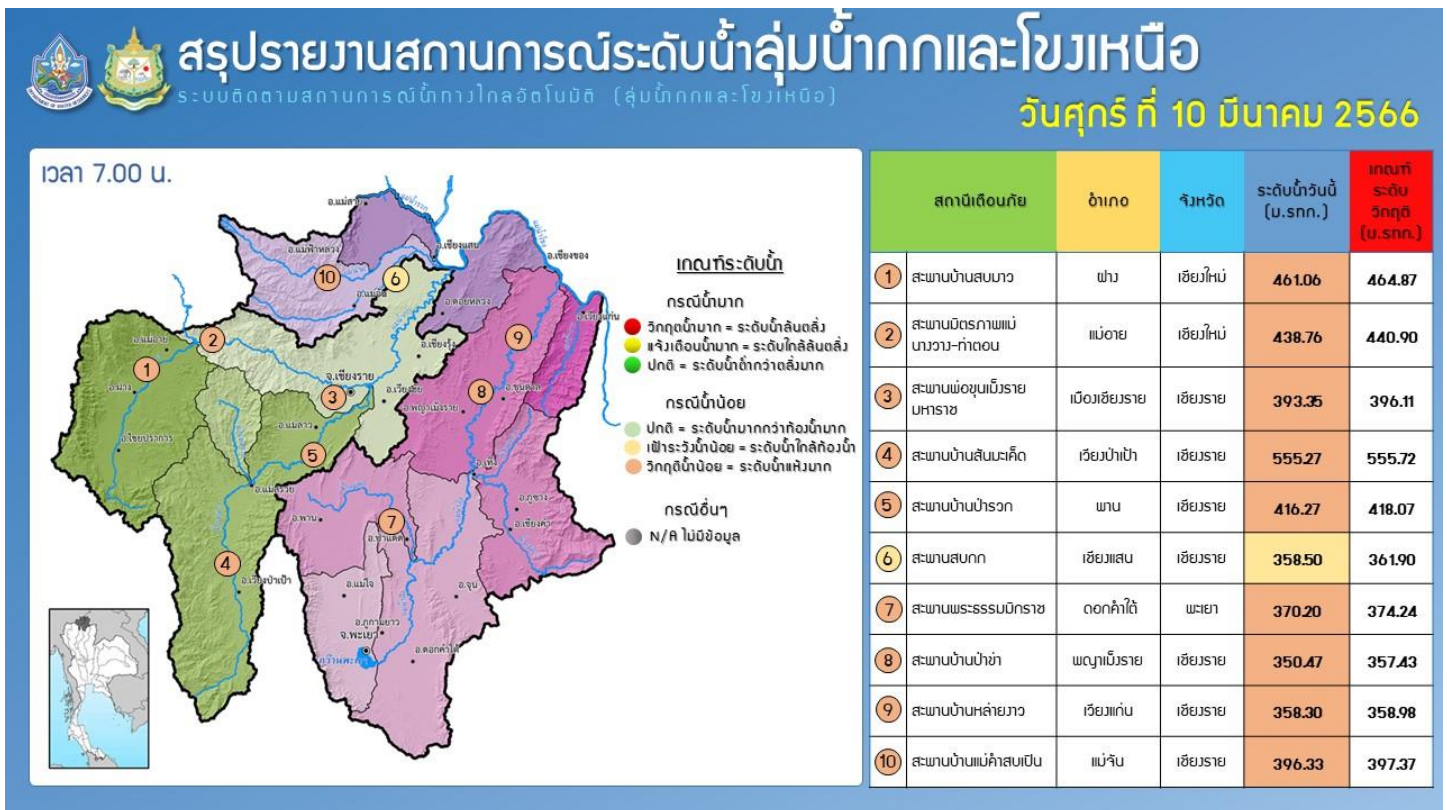 สรุปรายงานสถานการณ์ระดับน้ำลุ่มน้ำกกและโขงเหนือ
ระบบติดตามสถานการณ์น้ำทางไกลอัตโนมัติ (ลุ่มน้ำกกและโขงเหนือ)
วันศุกร์ ที่ 10 มีนาคม 2566
เวลา 7.00 น.
อ.แม่สาย
แม่น้ำรวก
อ.แม่ฟ้าหลวง
อ.เชียงแสน
แม่น้ำโขง
อ.เชียงของ
10
6
อ.แม่จัน
อ.ดอยหลวง
อ.เวียงแก่น
2
9
อ.แม่อาย
อ.เชียงรุ้ง
1
จ.เชียงราย
8
อ.ฝาง
3
อ.เวียงชัย
อ.ขุนตาล
อ.พญาเม็งราย
อ.แม่ลาว
อ.ไชยปราการ
5
อ.เทิง
อ.แม่สรวย
อ.ภูซาง
อ.พาน
7
อ.เชียงคำ
อ.ป่าแดด
4
อ.เวียงป่าเป้า
อ.แม่ใจ
อ.จุน
อ.ภูกามยาว
จ.พะเยา
อ.ดอกคำใต้
กว๊านพะเยา
เกณฑ์ระดับน้ำ
กรณีน้ำมาก
วิกฤตน้ำมาก = ระดับน้ำล้นตลิ่ง
แจ้งเตือนน้ำมาก = ระดับใกล้ล้นตลิ่ง
ปกติ = ระดับน้ำต่ำกว่าตลิ่งมาก
กรณีน้ำน้อย
ปกติ = ระดับน้ำมากกว่าท้องน้ำมาก
เฝ้าระวังน้ำน้อย = ระดับน้ำใกล้ท้องน้ำ
วิกฤติน้ำน้อย = ระดับน้ำแห้งมาก
กรณีอื่นๆ
N/A ไม่มีข้อมูล
สถานีเตือนภัย อำเภอ จังหวัด ระดับน้ำวันนี้ (ม.รทก.) เกณฑ์ระดับวิกฤติ (ม.รทก.)
1 สะพานบ้านสบมาว ฝาง เชียงใหม่ 461.06 464.87
2 สะพานมิตรภาพแม่นางวาง-ท่าตอน แม่อาย เชียงใหม่ 438.76 440.90
3 สะพานพ่อขุนเม็งรายมหาราช เมืองเชียงราย เชียงราย 393.35 396.11
4 สะพานบ้านสันมะเค็ด เวียงป่าเป้า เชียงราย 555.27 555.72
5 สะพานบ้านป่ารวก พาน เชียงราย 416.27 418.07
6 สะพานสบกก เชียงแสน เชียงราย 358.50 361.90
7 สะพานพระธรรมมิกราช ดอกคำใต้ พะเยา 370.20 374.24
8 สะพานบ้านป่าข่า พญาเม็งราย เชียงราย 350.47 357.43
9 สะพานบ้านหล่ายงาว เวียงแก่น เชียงราย 358.30 358.98
10 สะพานบ้านแม่คำสบเปิน แม่จัน เชียงราย 396.33 397.37